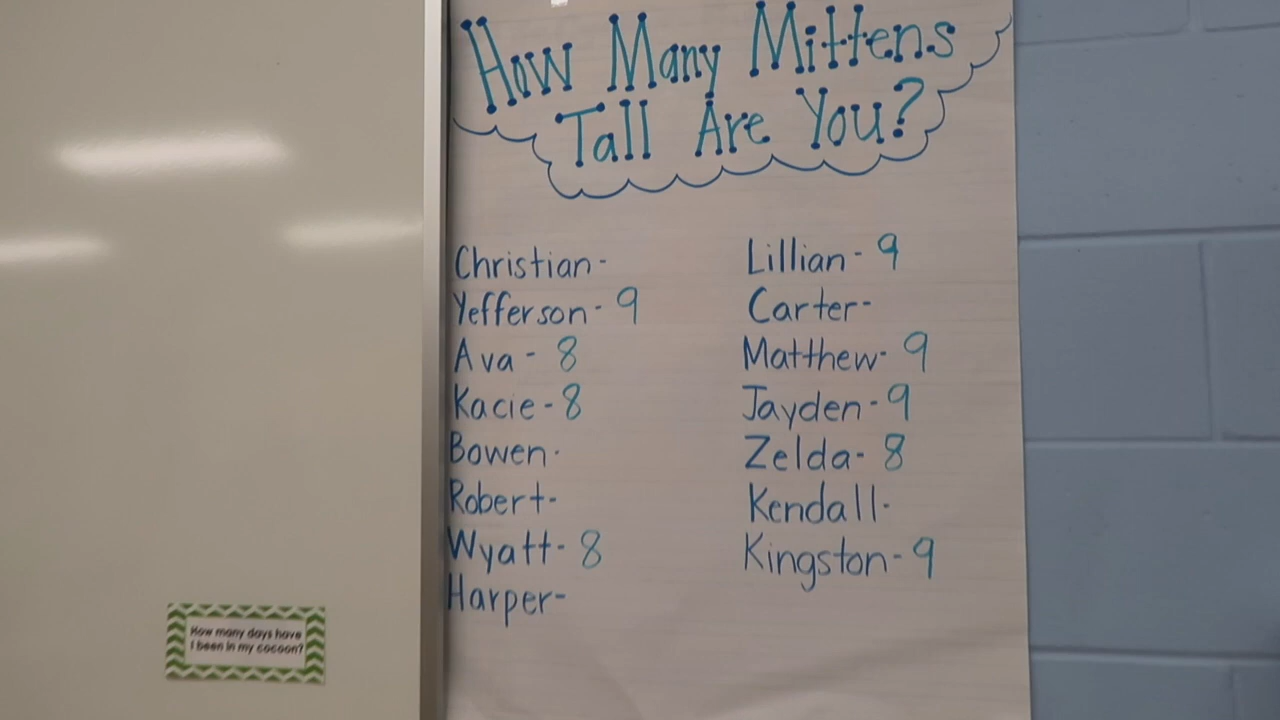 How Many Mittens
Tall Are You?
Christian-
Yefferson- 9
Ava - 8
Kacie - 8
Bowen-
Robert-
Wyatt- 8
Harper-
Lillian - 9
Carter-
Matthew- 9
Jayden - 9
Zelda- 8
Kendall-
Kingston- 9
How many days have
I been in my cocoon?